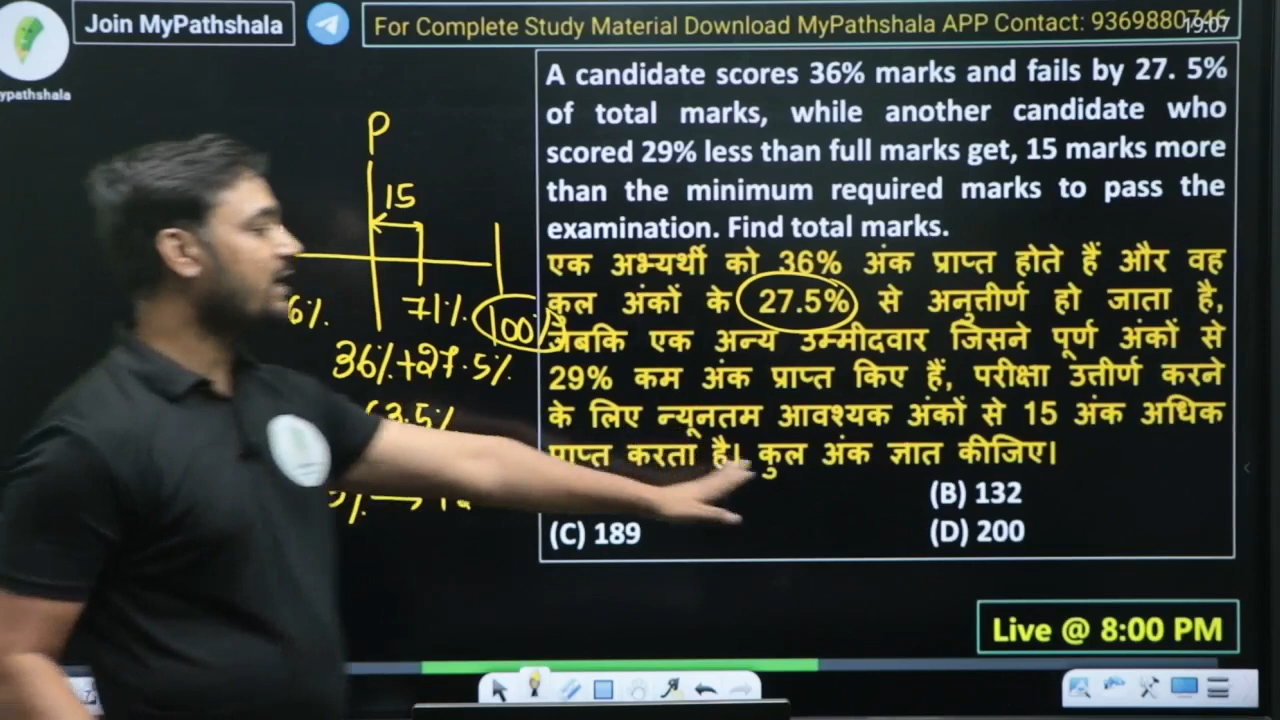 Join MyPathshala
For Complete Study Material Download MyPathshala APP Contact: 9369880746
19:07
ypathshala
A candidate scores 36% marks and fails by 27. 5%
of total marks, while another candidate who
scored 29% less than full marks get, 15 marks more
than the minimum required marks to pass the
examination. Find total marks.
एक अभ्यर्थी को 36% अंक प्राप्त होते हैं और वह
कुल अंकों के 27.5% से अनुत्तीर्ण हो जाता है,
जबकि एक अन्य उम्मीदवार जिसने पूर्ण अंकों से
29% कम अंक प्राप्त किए हैं, परीक्षा उत्तीर्ण करने
के लिए न्यूनतम आवश्यक अंकों से 15 अंक अधिक
प्राप्त करता है। कुल अंक ज्ञात कीजिए।
(B) 132
(C) 189
(D) 200
P
15
6%
71%
100%
36%+27.5%
63.5%
Live @ 8:00 PM